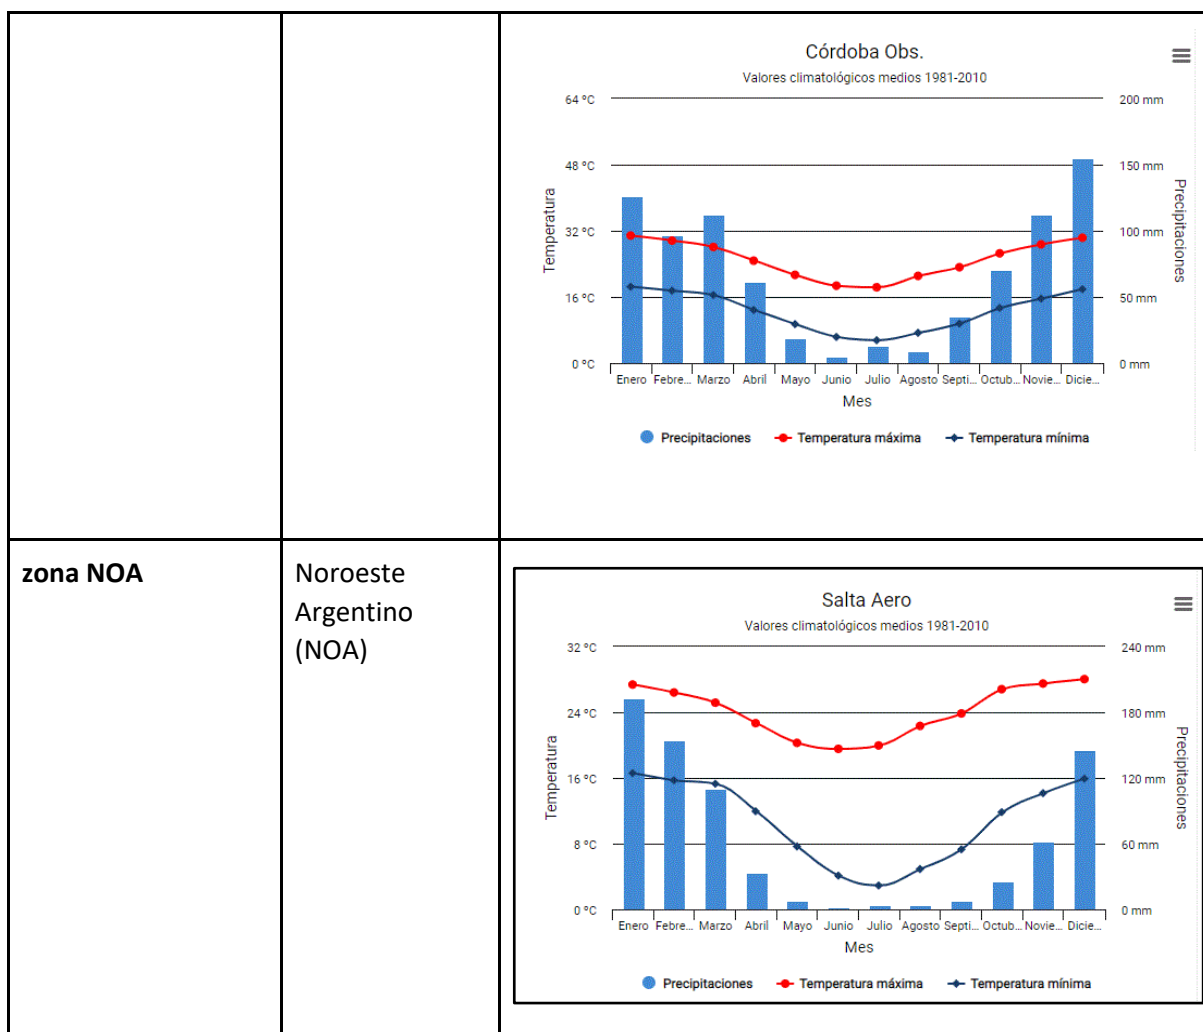 Córdoba Obs.
Valores climatológicos medios 1981-2010
64 °C
200 mm
48 °C
150 mm
32 °C
100 mm
16 °C
50 mm
0 °C
0 mm
Temperatura
Precipitaciones
Enero Febre... Marzo Abril Mayo Junio Julio Agosto Septi... Octub... Novie... Dicie...
Mes
Precipitaciones Temperatura máxima Temperatura mínima
zona NOA
Noroeste
Argentino
(NOA)
Salta Aero
Valores climatológicos medios 1981-2010
32 °C
240 mm
24 °C
180 mm
16 °C
120 mm
8 °C
60 mm
0 °C
0 mm
Temperatura
Precipitaciones
Enero Febre... Marzo Abril Mayo Junio Julio Agosto Septi... Octub... Novie... Dicie...
Mes
Precipitaciones Temperatura máxima Temperatura mínima